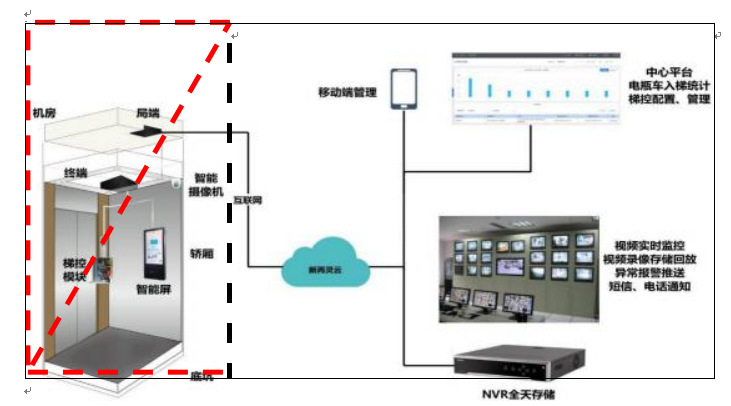 机房
局端
终端
智能
摄像机
互联网
梯控
模块
轿厢
智能屏
底坑
移动端管理
中心平台
电瓶车入梯统计
梯控配置、管理
新再灵云
视频实时监控
视频录像存储回放
异常报警推送
短信、电话通知
NVR全天存储